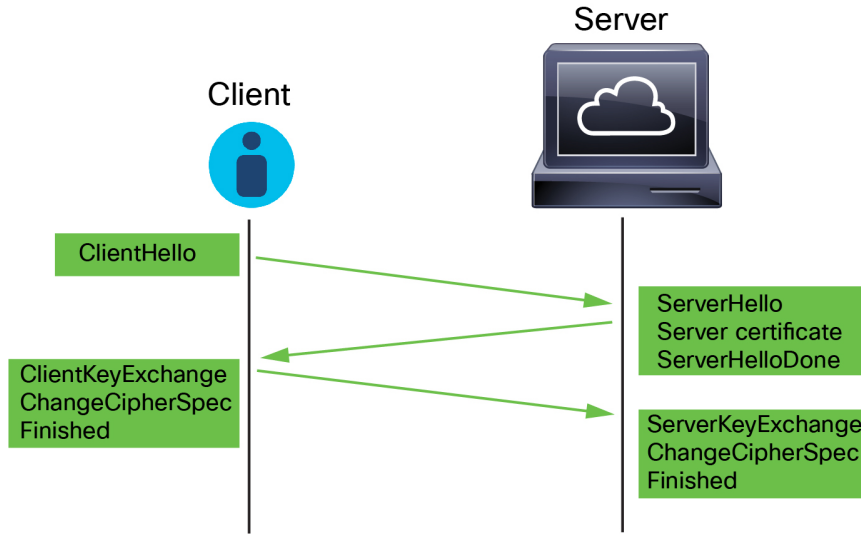 Server
Client
ClientHello
ServerHello
Server certificate
ServerHelloDone
ClientKeyExchange
ChangeCipherSpec
Finished
ServerKeyExchange
ChangeCipherSpec
Finished